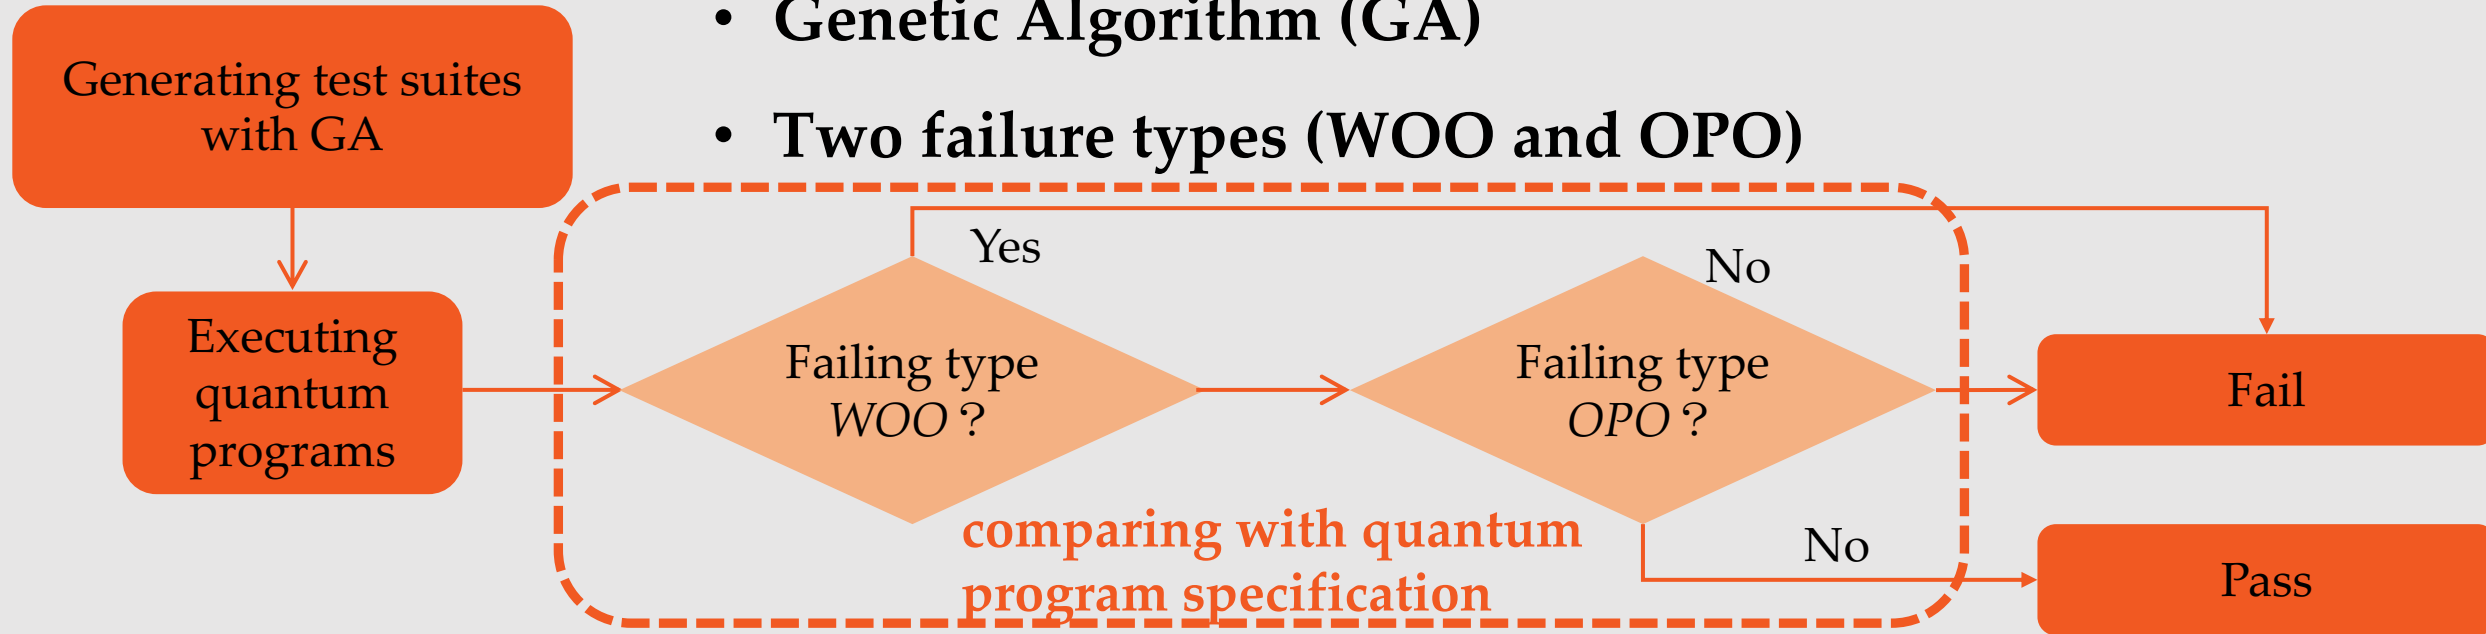 • Genetic Algorithm (GA)
• Two failure types (WOO and OPO)
Generating test suites
with GA
Executing
quantum
programs
Yes
Failing type
WOO ?
No
Failing type
OPO ?
Fail
comparing with quantum
program specification
No
Pass